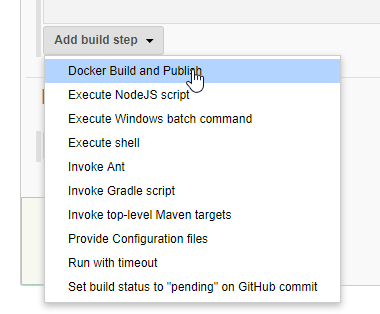 Add build step
Docker Build and Publish
Execute NodeJS script
Execute Windows batch command
Execute shell
Invoke Ant
Invoke Gradle script
Invoke top-level Maven targets
Provide Configuration files
Run with timeout
Set build status to "pending" on GitHub commit